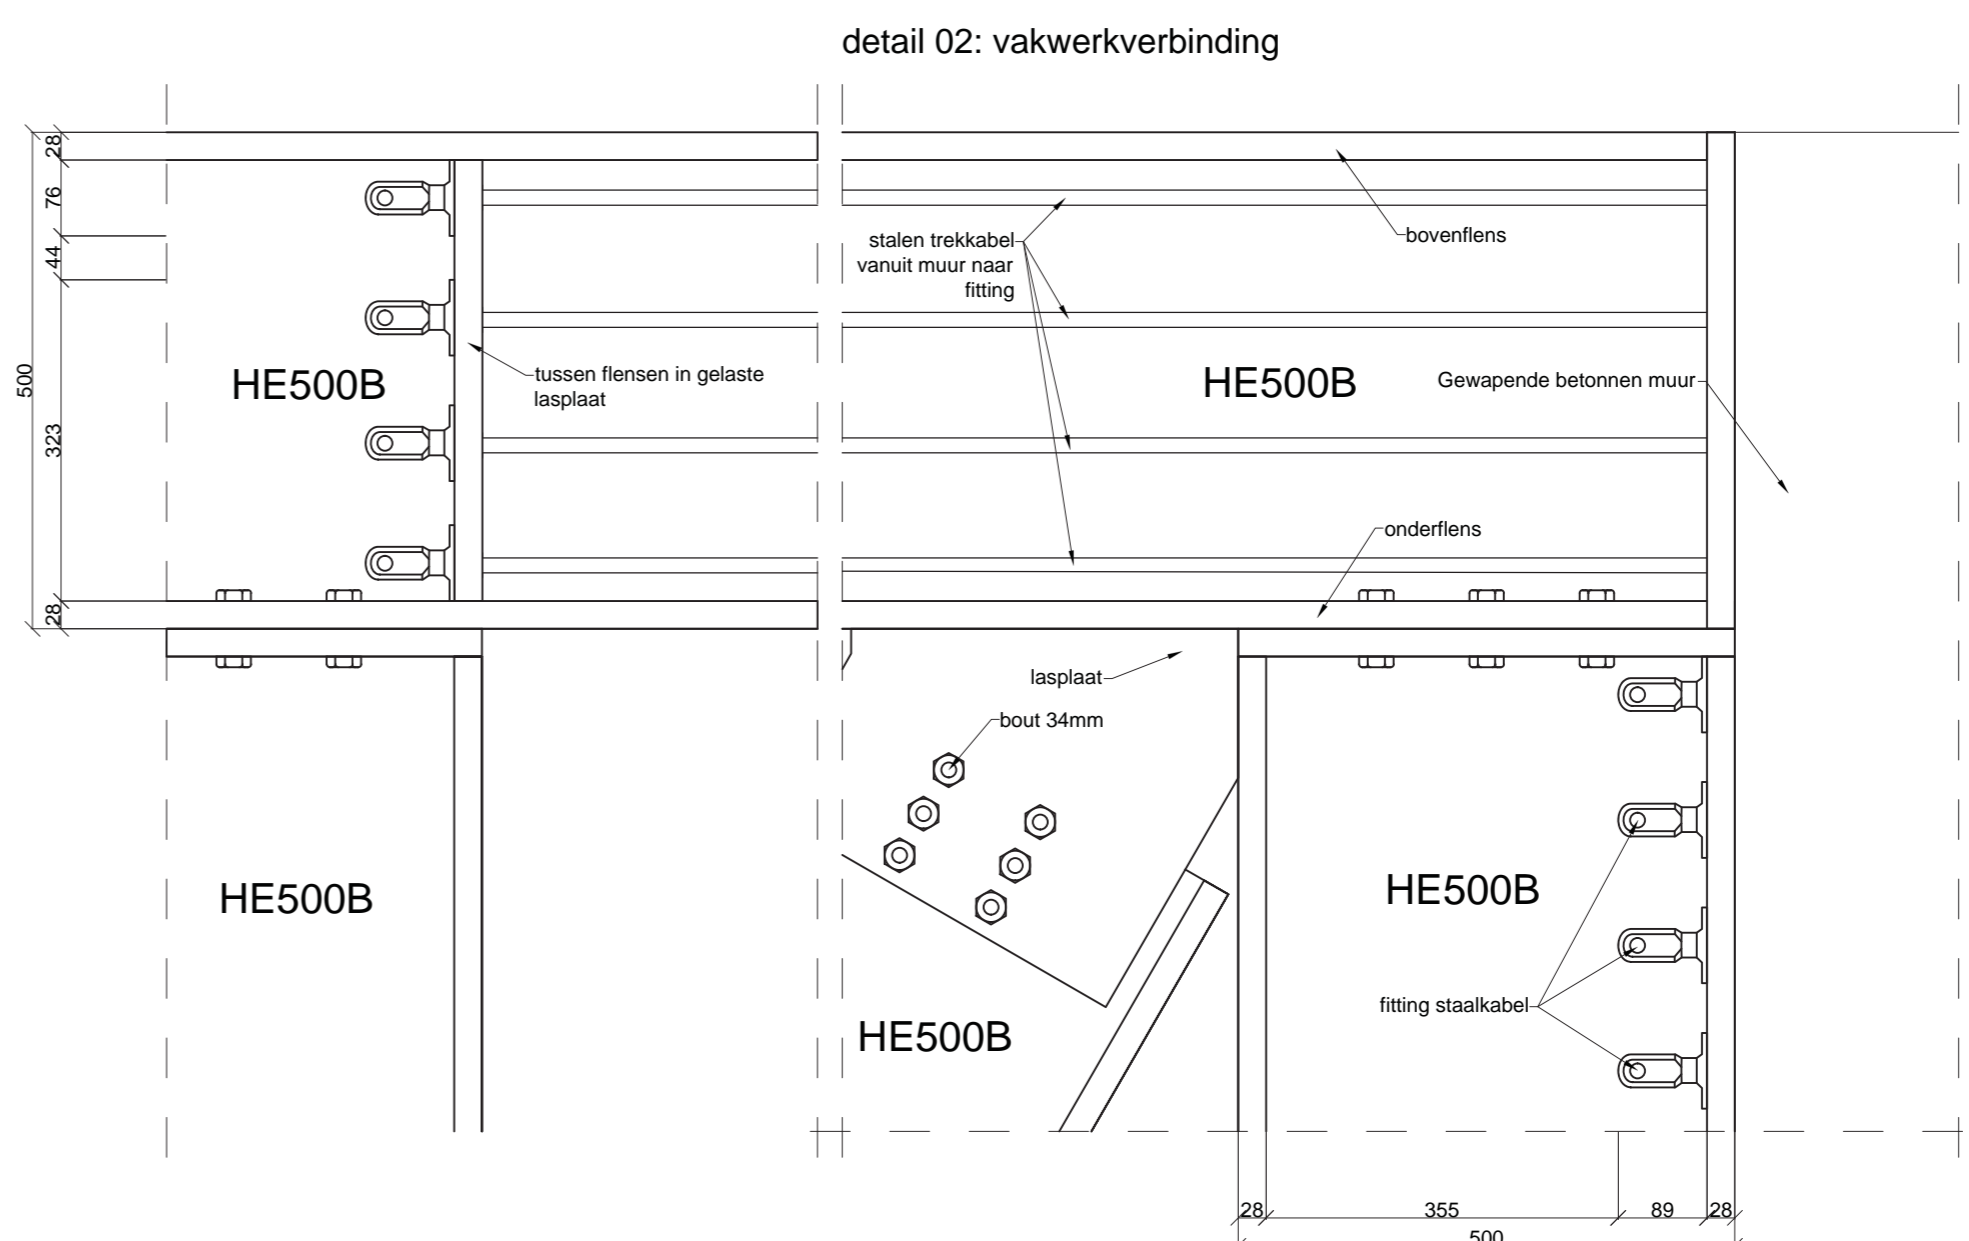 detail 02: vakwerkverbinding
28
76
44
323
28
500
stalen trekkabel
vanuit muur naar
fitting
bovenflens
HE500B
tussen flensen in gelaste
lasplaat
HE500B
Gewapende betonnen muur
onderflens
lasplaat
bout 34mm
HE500B
HE500B
HE500B
fitting staalkabel
28
355
89
28
500